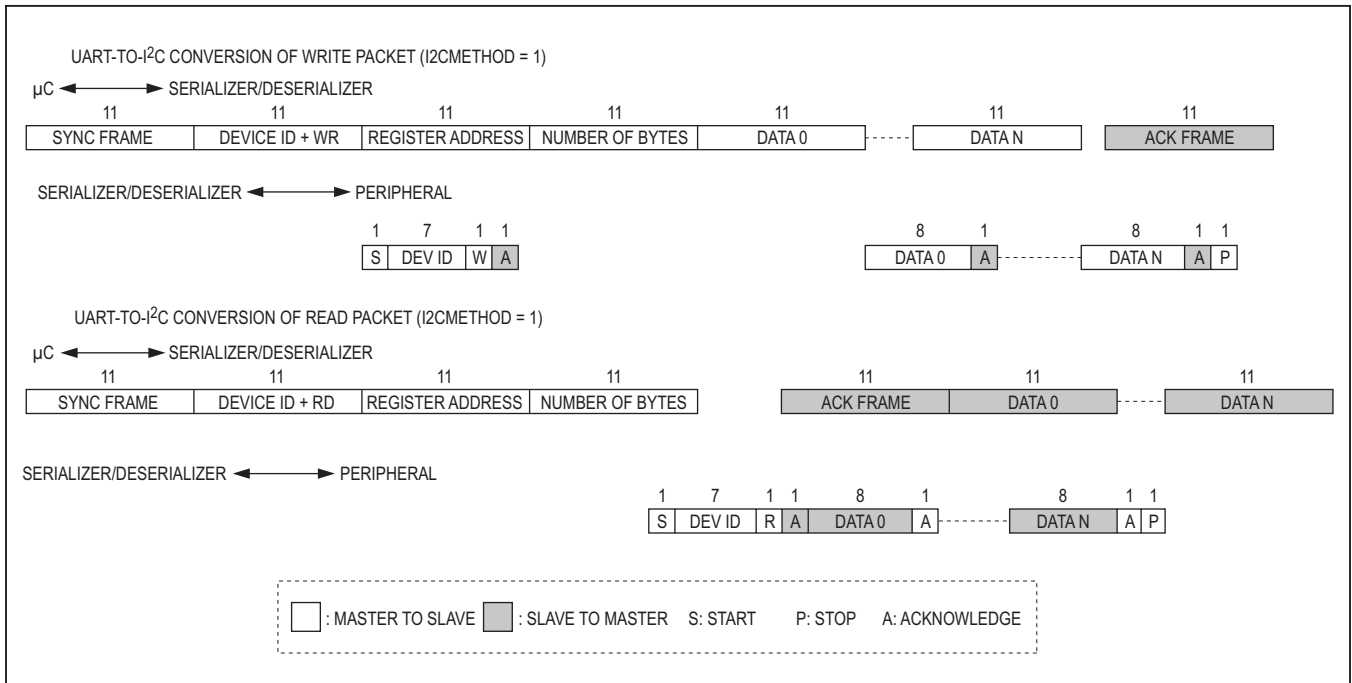 UART-TO-I2C CONVERSION OF WRITE PACKET (I2CMETHOD = 1)
µC SERIALIZER/DESERIALIZER
11 11 11 11 11 11 11
SYNC FRAME DEVICE ID + WR REGISTER ADDRESS NUMBER OF BYTES DATA 0 DATA N ACK FRAME
SERIALIZER/DESERIALIZER PERIPHERAL
1 7 1 1 8 1 8 1 1
S DEV ID W A DATA 0 A DATA N A P
UART-TO-I2C CONVERSION OF READ PACKET (I2CMETHOD = 1)
µC SERIALIZER/DESERIALIZER
11 11 11 11 11 11 11
SYNC FRAME DEVICE ID + RD REGISTER ADDRESS NUMBER OF BYTES ACK FRAME DATA 0 DATA N
SERIALIZER/DESERIALIZER PERIPHERAL
1 7 1 1 8 1 8 1 1
S DEV ID R A DATA 0 A DATA N A P
: MASTER TO SLAVE : SLAVE TO MASTER S: START P: STOP A: ACKNOWLEDGE